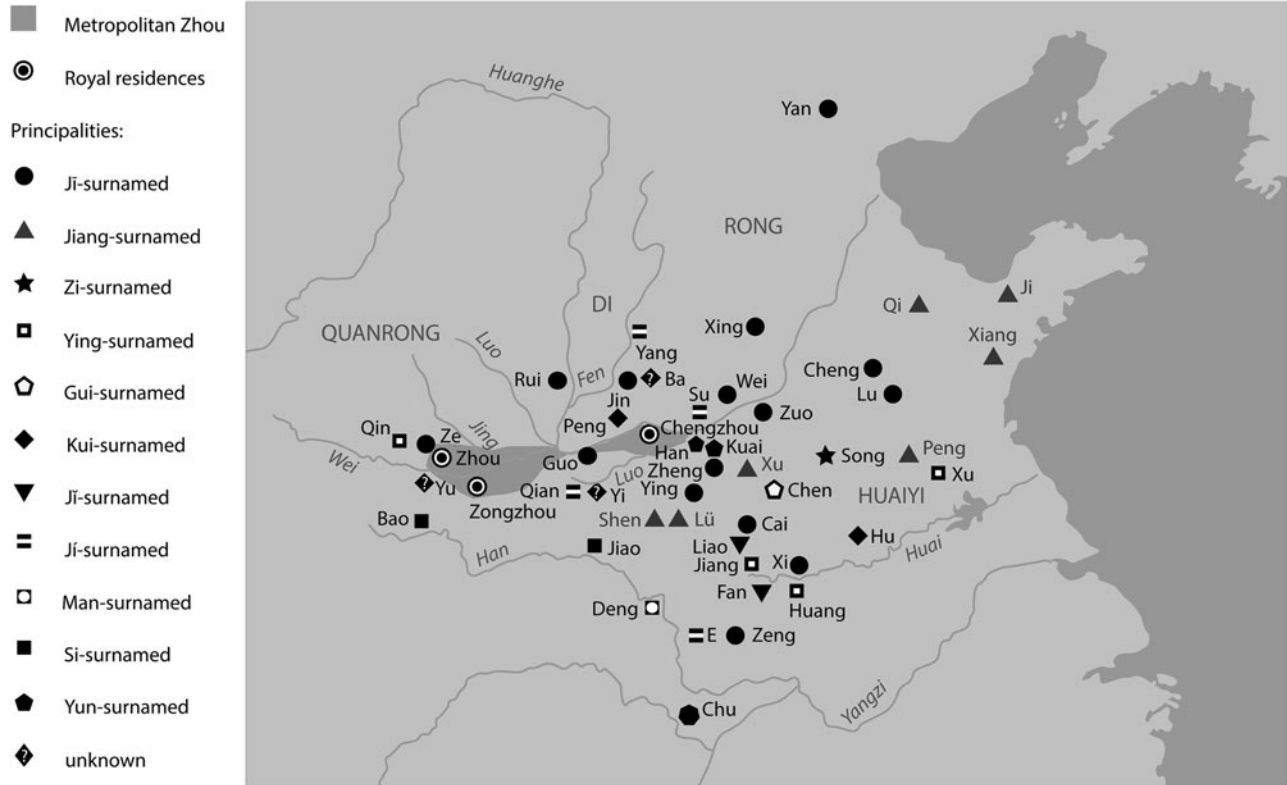 Metropolitan Zhou
Royal residences
Principalities:
Jī-surnamed
Jiang-surnamed
Zi-surnamed
Ying-surnamed
Gui-surnamed
Kui-surnamed
Jī-surnamed
Jí-surnamed
Man-surnamed
Si-surnamed
Yun-surnamed
? unknown
Huanghe
Yan
RONG
DI
Qi
Ji
QUANRONG
Luo
Xing
Yang
Xiang
Fen
Rui
? Ba
Cheng
Jin
Su
Wei
Lu
Zuo
Qin
Ze
Jing
Peng
Chengzhou
Wei
Zhou
Guo
Han
Kuai
Luo
Zheng
Xu
Song
Peng
Xu
? Yu
Zongzhou
Qian
? Yi
Ying
Chen
HUAIYI
Bao
Shen
Lü
Cai
Han
Jiao
Liao
Hu
Huai
Jiang
Xi
Deng
Fan
Huang
E
Zeng
Chu
Yangzi